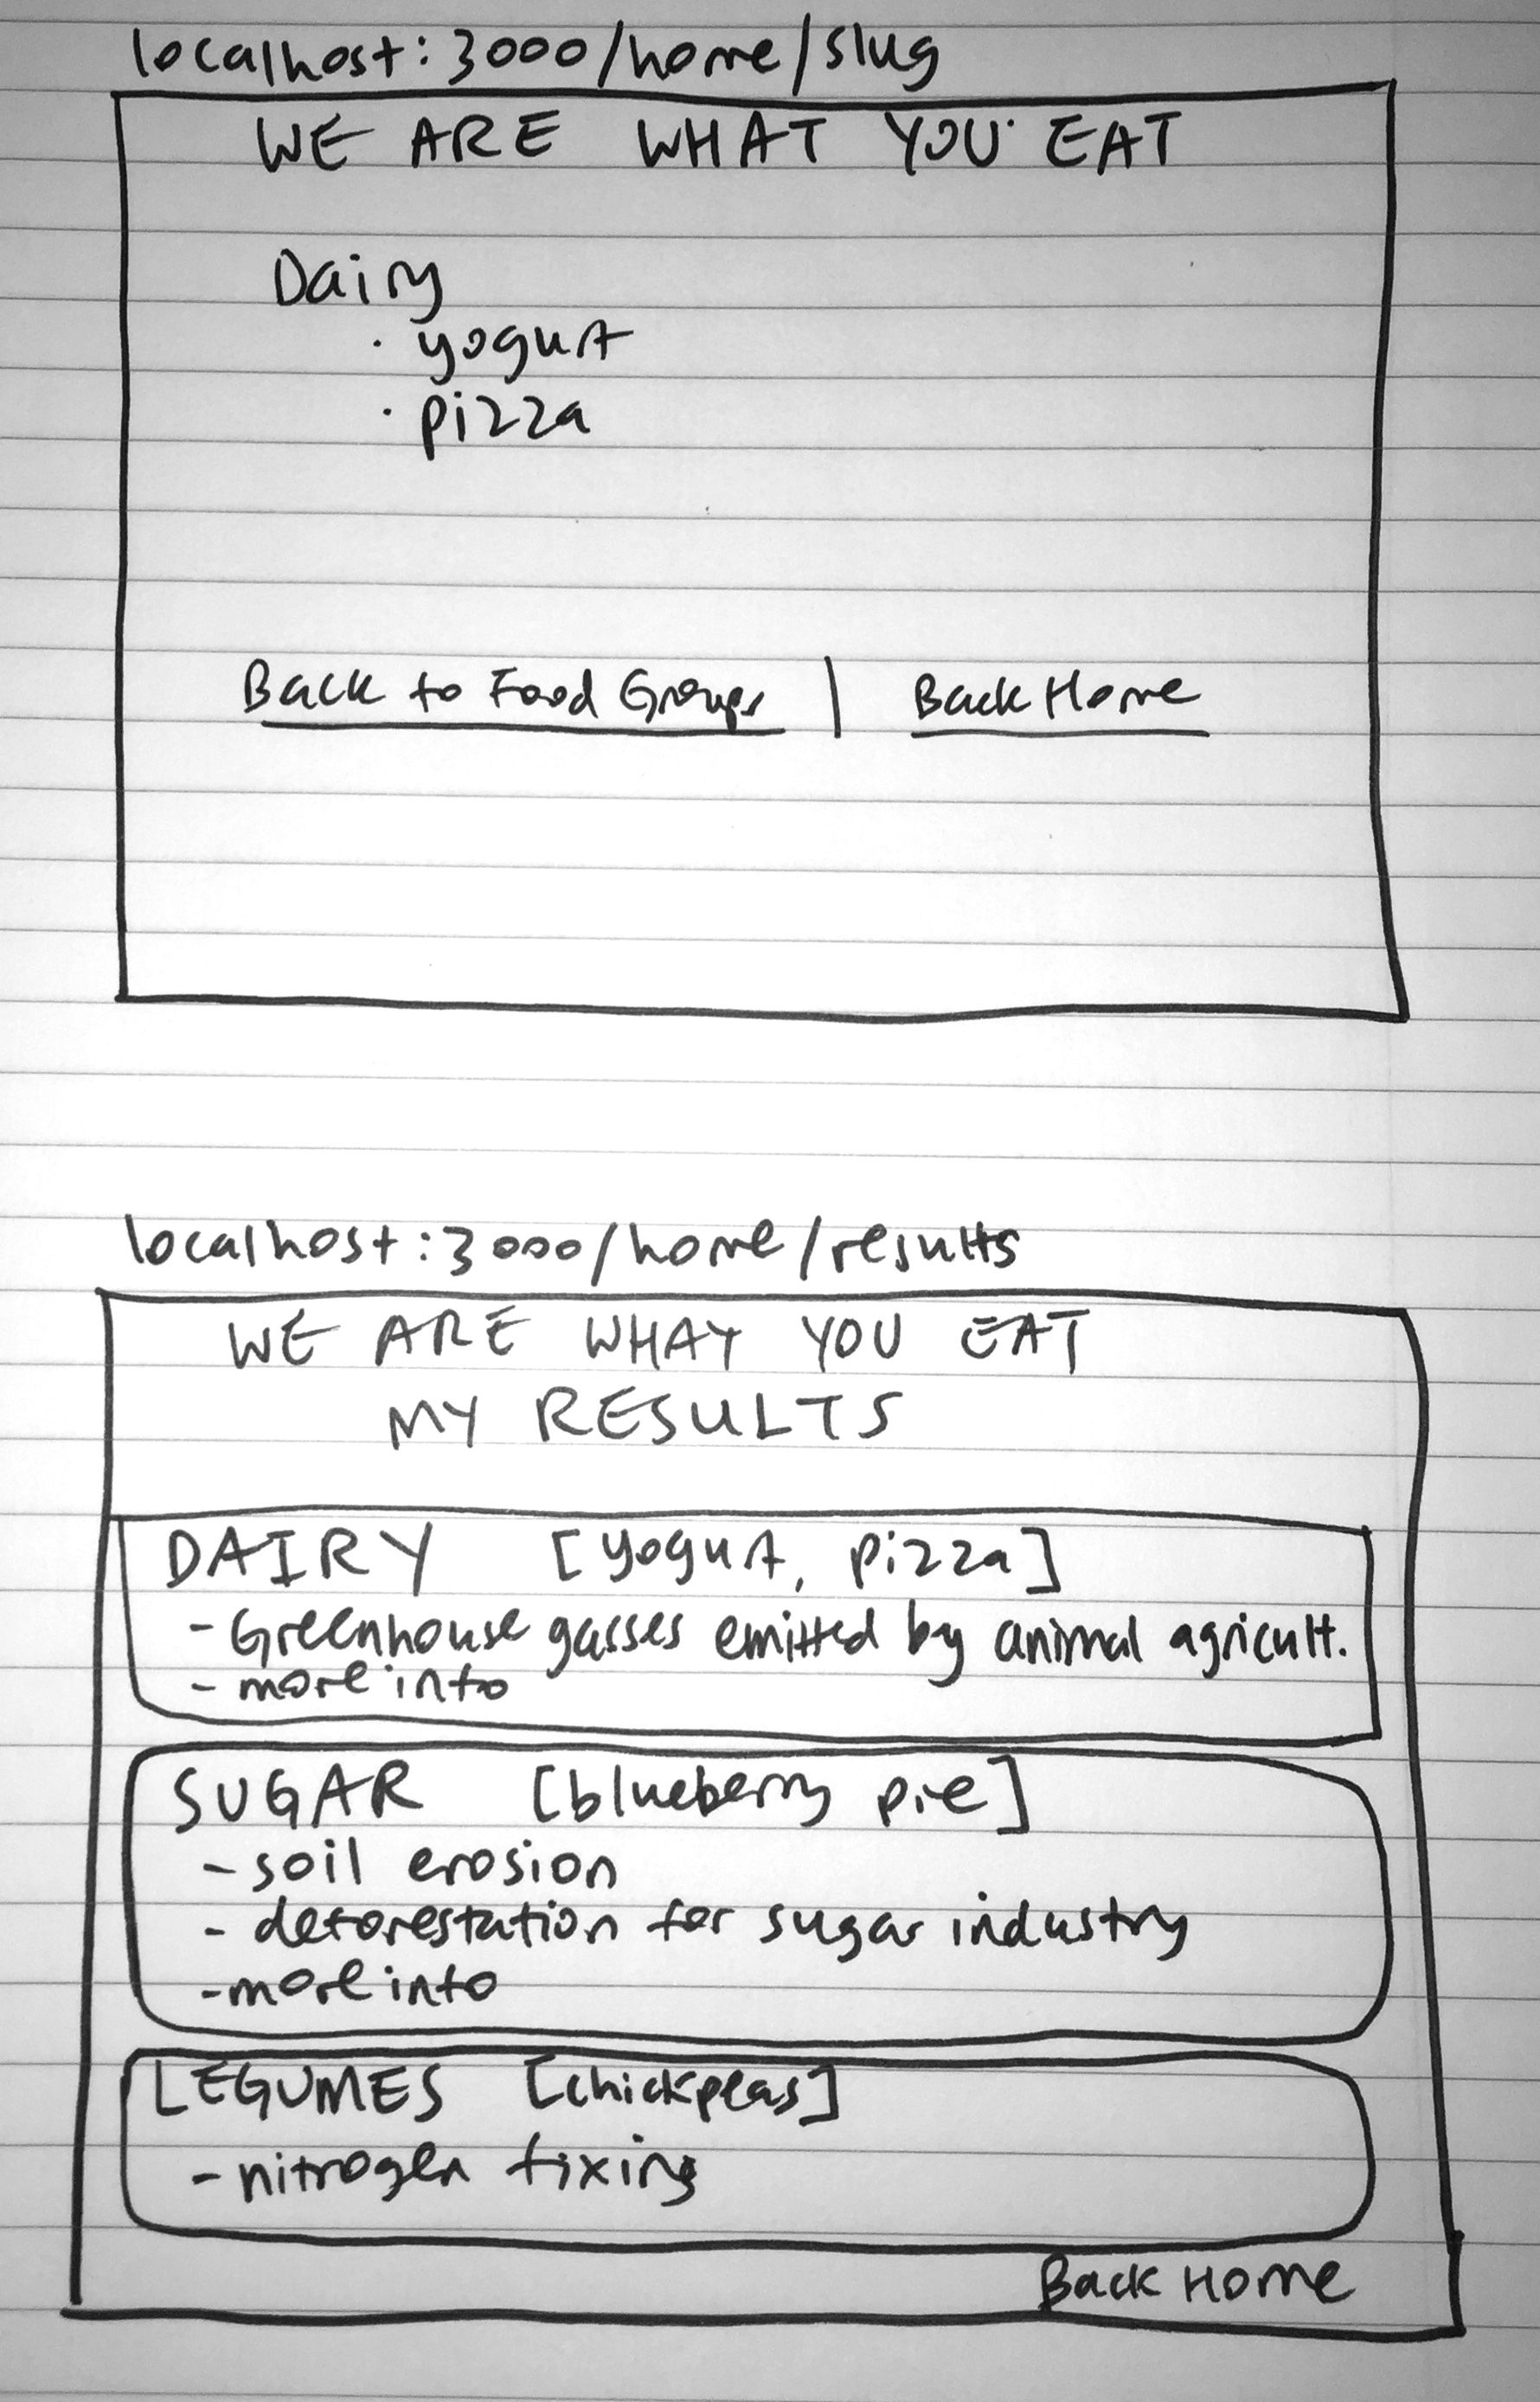 localhost:3000/home/slug
WE ARE WHAT YOU EAT
Dairy
· yogurt
· pizza
Back to Food Groups | Back Home
localhost:3000/home/results
WE ARE WHAT YOU EAT
MY RESULTS
DAIRY [yogurt, pizza]
- Greenhouse gasses emitted by animal agricult.
- more info
SUGAR [blueberry pie]
- soil erosion
- deforestation for sugar industry
- more info
LEGUMES [chickpeas]
- nitrogen fixing
Back Home